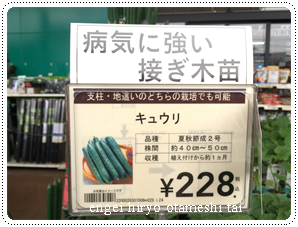 病気に強い
接ぎ木苗
支柱・地這いのどちらの栽培でも可能
キュウリ
品種 夏秋節成2号
株間 約40cm～50cm
収穫 植え付けから約1ヵ月
¥228
engei hiryo otameshi tai